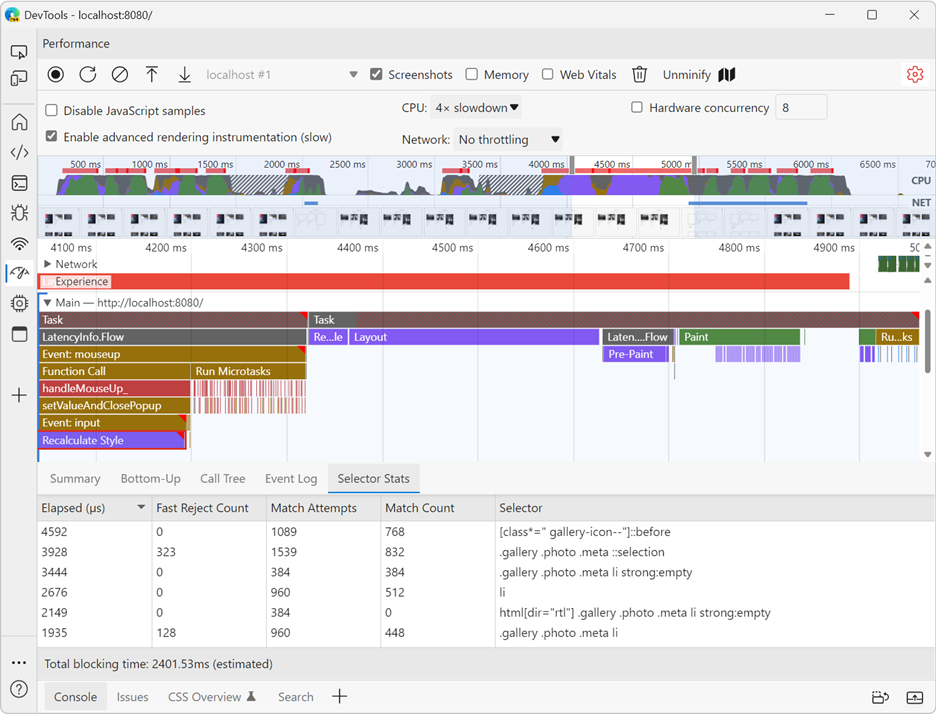 DevTools - localhost:8080/
Performance
localhost #1 Screenshots Memory Web Vitals Unminify
Disable JavaScript samples CPU: 4× slowdown Hardware concurrency 8
Enable advanced rendering instrumentation (slow) Network: No throttling
500 ms 1000 ms 1500 ms 2000 ms 2500 ms 3000 ms 3500 ms 4000 ms 4500 ms 5000 ms 5500 ms 6000 ms 6500 ms 70
CPU
NET
4100 ms 4200 ms 4300 ms 4400 ms 4500 ms 4600 ms 4700 ms 4800 ms 4900 ms 50
Network
Experience
Main — http://localhost:8080/
Task Task
LatencyInfo.Flow Re...le Layout Laten....Flow Paint Ru...ks
Event: mouseup Pre-Paint
Function Call Run Microtasks
handleMouseUp_
setValueAndClosePopup
Event: input
Recalculate Style
Summary Bottom-Up Call Tree Event Log Selector Stats
Elapsed (µs) Fast Reject Count Match Attempts Match Count Selector
4592 0 1089 768 [class*=" gallery-icon--"]::before
3928 323 1539 832 .gallery .photo .meta ::selection
3444 0 384 384 .gallery .photo .meta li strong:empty
2676 0 960 512 li
2149 0 384 0 html[dir="rtl"] .gallery .photo .meta li strong:empty
1935 128 960 448 .gallery .photo .meta li
Total blocking time: 2401.53ms (estimated)
Console Issues CSS Overview Search